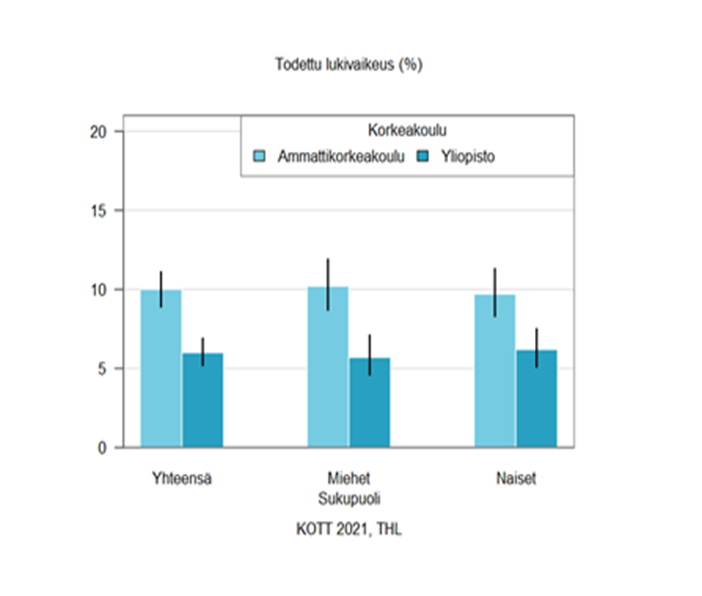 Todettu lukivaikeus (%)
Korkeakoulu
Ammattikorkeakoulu Yliopisto
20
15
10
5
0
Yhteensä Miehet Naiset
Sukupuoli
KOTT 2021, THL